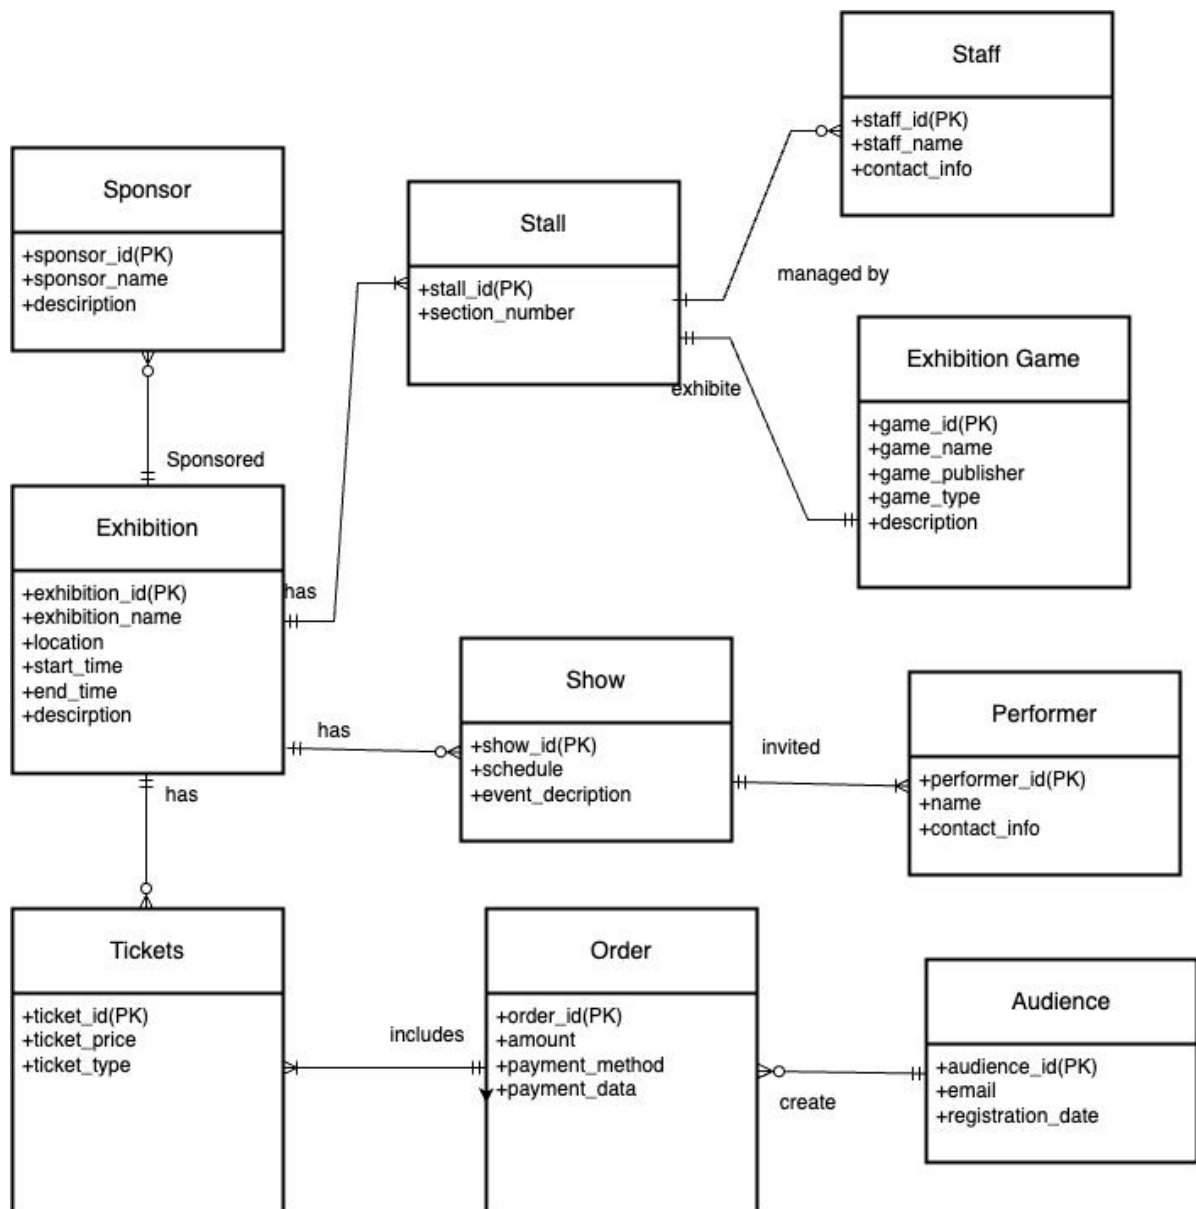 Staff
+staff_id(PK)
+staff_name
+contact_info
Sponsor
+sponsor_id(PK)
+sponsor_name
+desciription
Stall
+stall_id(PK)
+section_number
managed by
exhibite
Exhibition Game
+game_id(PK)
+game_name
+game_publisher
+game_type
+description
Sponsored
Exhibition
+exhibition_id(PK)
+exhibition_name
+location
+start_time
+end_time
+descirption
has
has
has
Show
+show_id(PK)
+schedule
+event_decription
invited
Performer
+performer_id(PK)
+name
+contact_info
Tickets
+ticket_id(PK)
+ticket_price
+ticket_type
includes
Order
+order_id(PK)
+amount
+payment_method
+payment_data
create
Audience
+audience_id(PK)
+email
+registration_date